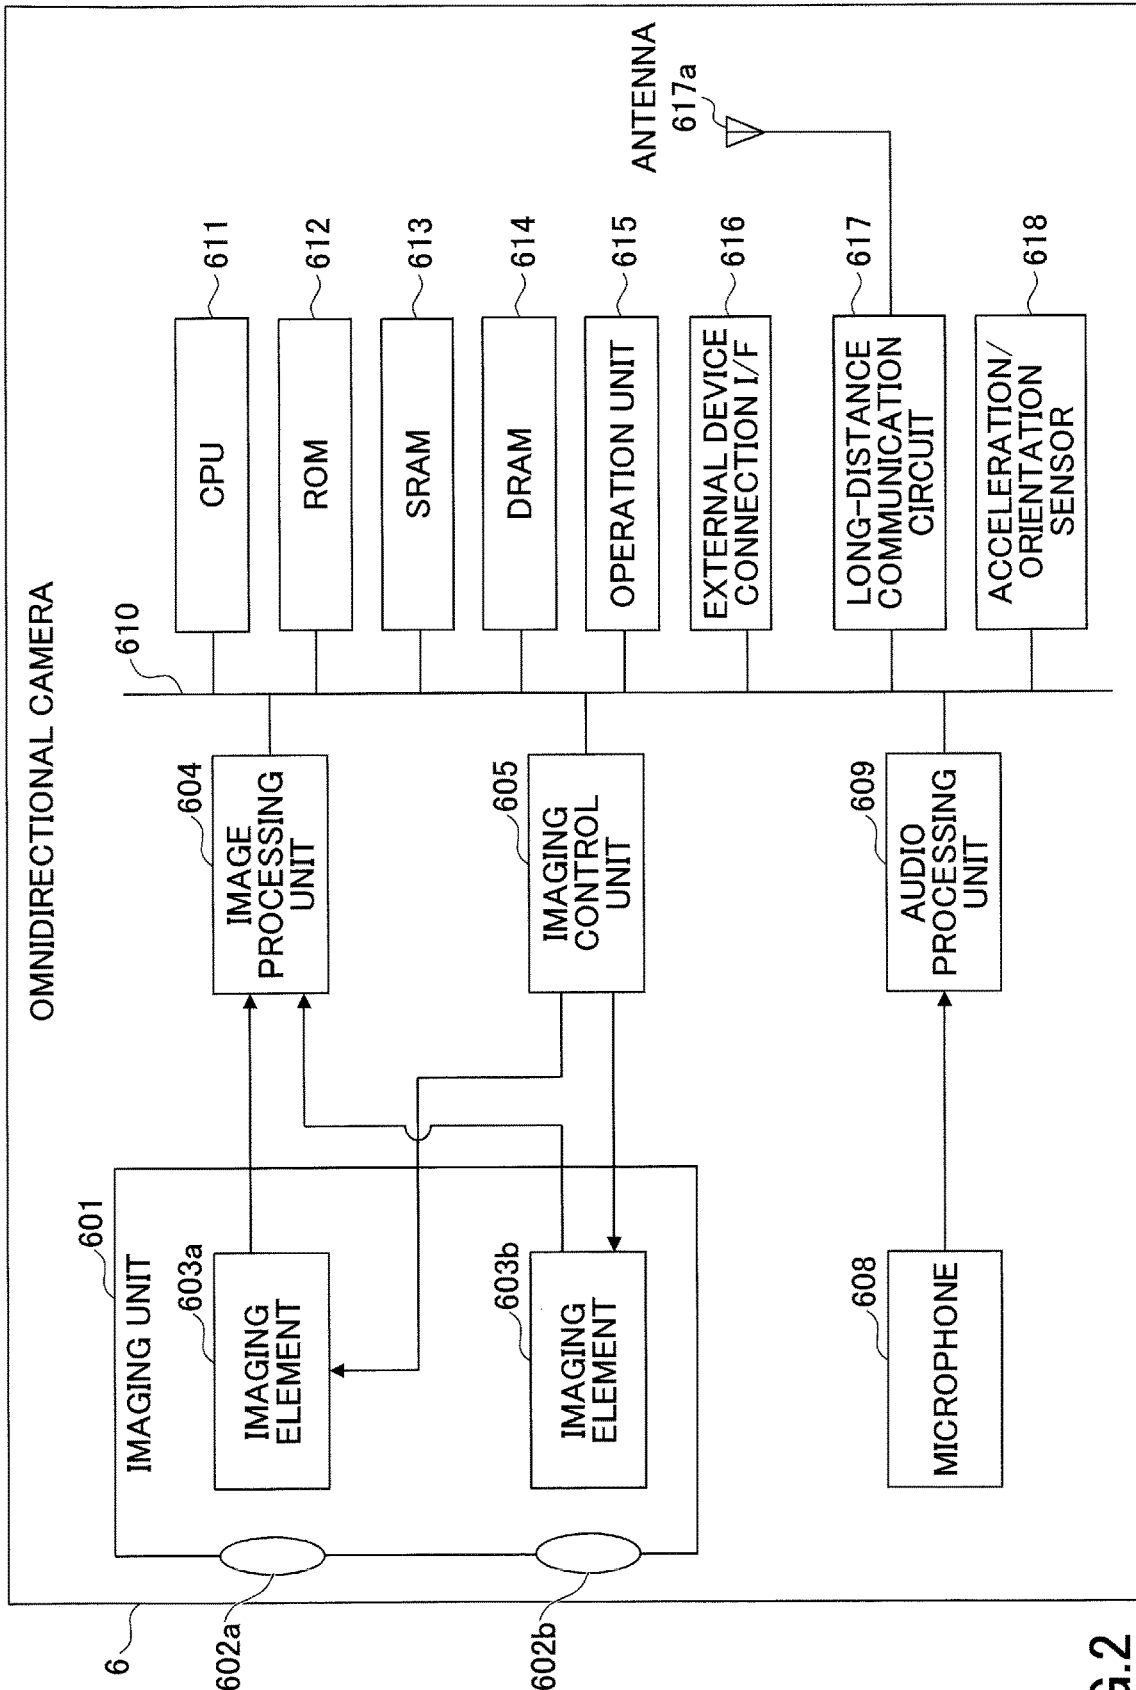 OMNIDIRECTIONAL CAMERA
6
IMAGING UNIT
601
602a
602b
603a
IMAGING
ELEMENT
603b
IMAGING
ELEMENT
608
MICROPHONE
604
IMAGE
PROCESSING
UNIT
605
IMAGING
CONTROL
UNIT
609
AUDIO
PROCESSING
UNIT
610
CPU
611
ROM
612
SRAM
613
DRAM
614
OPERATION UNIT
615
EXTERNAL DEVICE
CONNECTION I/F
616
LONG-DISTANCE
COMMUNICATION
CIRCUIT
617
ANTENNA
617a
ACCELERATION/
ORIENTATION
SENSOR
618
G.2